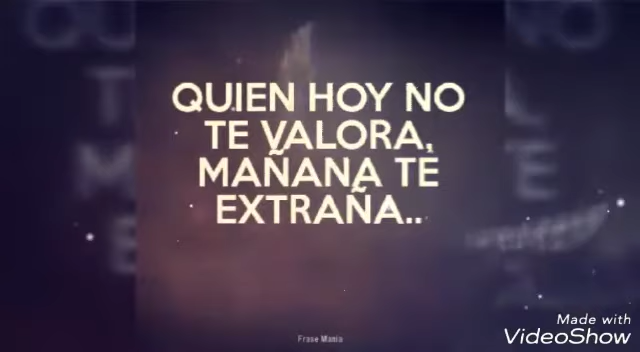 QUIEN HOY NO
TE VALORA,
MAÑANA TE
EXTRAÑA..
Frase Mania
Made with
VideoShow